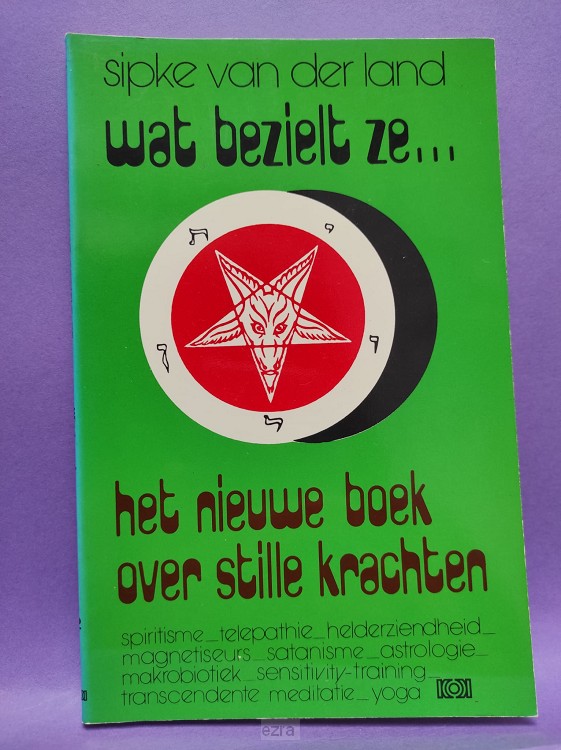 sipke van der land
wat bezielt ze...
ת
י
ו
ן
ל
het nieuwe boek
over stille krachten
spiritisme_telepathie_helderziendheid_
magnetiseurs_satanisme_astrologie_
makrobiotiek_sensitivity-training_
transcendente meditatie_yoga KOK
ezra